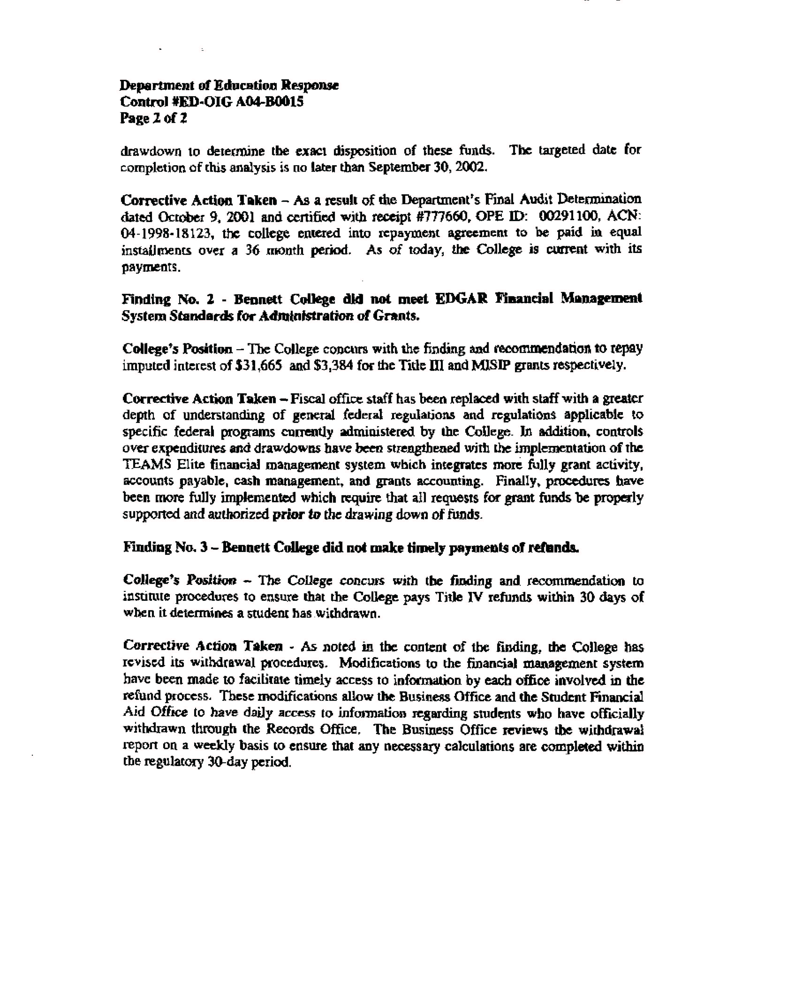 Department of Education Response
Control #ED-OIG A04-B0015
Page 2 of 2
drawdown to determine the exact disposition of these funds. The targeted date for
completion of this analysis is no later than September 30, 2002.
Corrective Action Taken – As a result of the Department's Final Audit Determination
dated October 9, 2001 and certified with receipt #777660, OPE ID: 00291100, ACN:
04-1998-18123, the college entered into repayment agreement to be paid in equal
installments over a 36 month period. As of today, the College is current with its
payments.
Finding No. 2 - Bennett College did not meet EDGAR Financial Management
System Standards for Administration of Grants.
College's Position – The College concurs with the finding and recommendation to repay
imputed interest of $31,665 and $3,384 for the Title III and MISIP grants respectively.
Corrective Action Taken – Fiscal office staff has been replaced with staff with a greater
depth of understanding of general federal regulations and regulations applicable to
specific federal programs currently administered by the College. In addition, controls
over expenditures and drawdowns have been strengthened with the implementation of the
TEAMS Elite financial management system which integrates more fully grant activity,
accounts payable, cash management, and grants accounting. Finally, procedures have
been more fully implemented which require that all requests for grant funds be properly
supported and authorized prior to the drawing down of funds.
Finding No. 3 – Bennett College did not make timely payments of refunds.
College's Position – The College concurs with the finding and recommendation to
institute procedures to ensure that the College pays Title IV refunds within 30 days of
when it determines a student has withdrawn.
Corrective Action Taken - As noted in the content of the finding, the College has
revised its withdrawal procedures. Modifications to the financial management system
have been made to facilitate timely access to information by each office involved in the
refund process. These modifications allow the Business Office and the Student Financial
Aid Office to have daily access to information regarding students who have officially
withdrawn through the Records Office. The Business Office reviews the withdrawal
report on a weekly basis to ensure that any necessary calculations are completed within
the regulatory 30-day period.